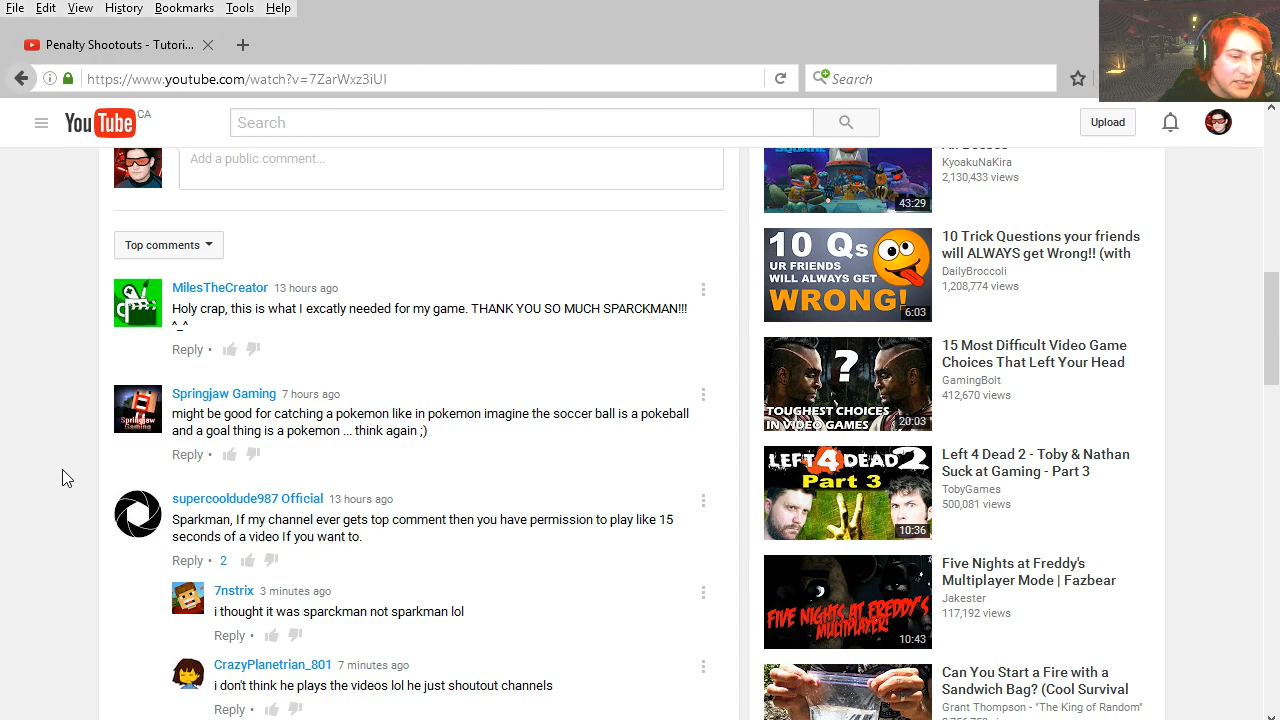 File Edit View History Bookmarks Tools Help
Penalty Shootouts - Tutori...
https://www.youtube.com/watch?v=7ZarWxz3iUI
Search
YouTube CA
Search
Upload
Add a public comment...
Top comments
MilesTheCreator 13 hours ago
Holy crap, this is what I excatly needed for my game. THANK YOU SO MUCH SPARCKMAN!!!
^_^
Reply •
Springjaw Gaming 7 hours ago
might be good for catching a pokemon like in pokemon imagine the soccer ball is a pokeball
and the goal thing is a pokemon ... think again ;)
Reply •
Springjaw
Gaming
supercooldude987 Official 13 hours ago
Sparkman, If my channel ever gets top comment then you have permission to play like 15
seconds of a video If you want to.
Reply • 2
7nstrix 3 minutes ago
i thought it was sparckman not sparkman lol
Reply •
CrazyPlanetrian_801 7 minutes ago
n't think he plays the videos lol he just shoutout channels
Reply •
SQUARE
43:29
KyoakuNaKira
2,130,433 views
10 Qs
UR FRIENDS
WILL ALWAYS GET
WRONG!
6:03
10 Trick Questions your friends
will ALWAYS get Wrong!! (with
DailyBroccoli
1,208,774 views
?
TOUGHEST CHOICES
IN VIDEO GAMES
20:03
15 Most Difficult Video Game
Choices That Left Your Head
GamingBolt
412,670 views
LEFT 4 DEAD 2
Part 3
10:36
Left 4 Dead 2 - Toby & Nathan
Suck at Gaming - Part 3
TobyGames
500,081 views
FIVE NIGHTS AT FREDDY'S
MULTIPLAYER!
10:43
Five Nights at Freddy's
Multiplayer Mode | Fazbear
Jakester
117,192 views
Can You Start a Fire with a
Sandwich Bag? (Cool Survival
Grant Thompson - "The King of Random"